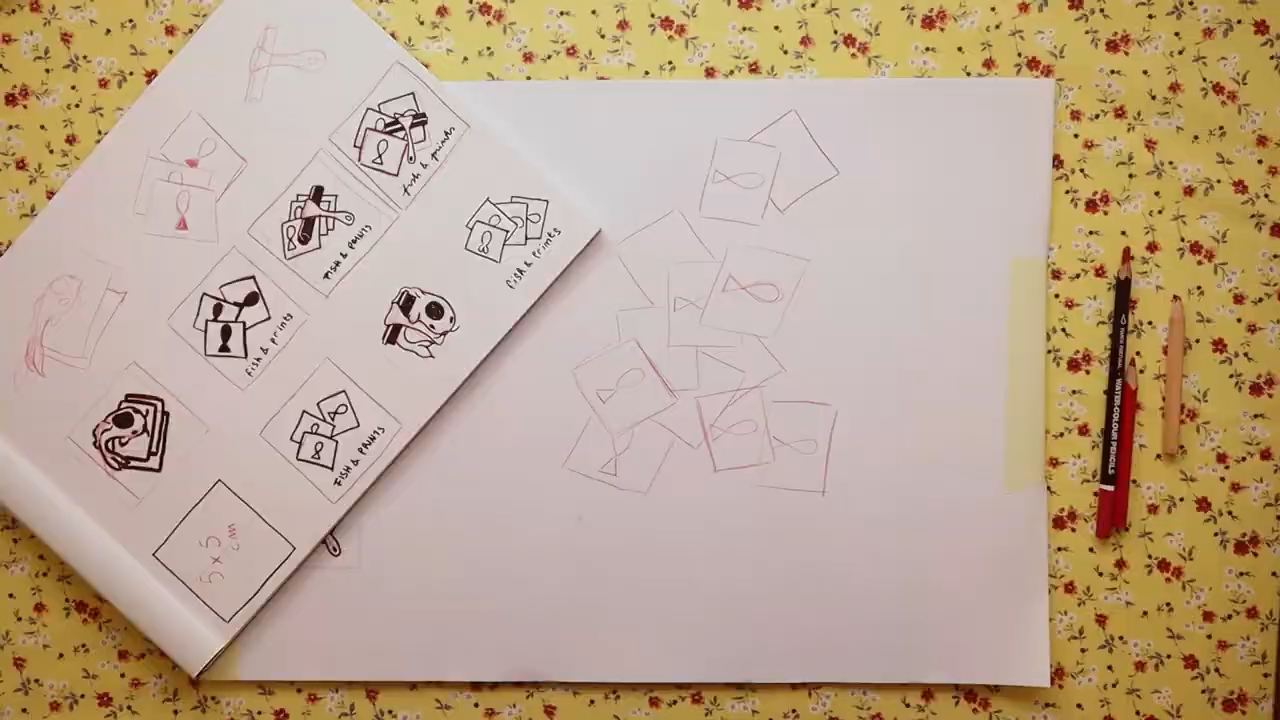 fish & prints
FISH & PRINTS
fish & prints
fish & prints
FISH & PRINTS
5 x 5
cm
WATER-COLOUR PENCILS